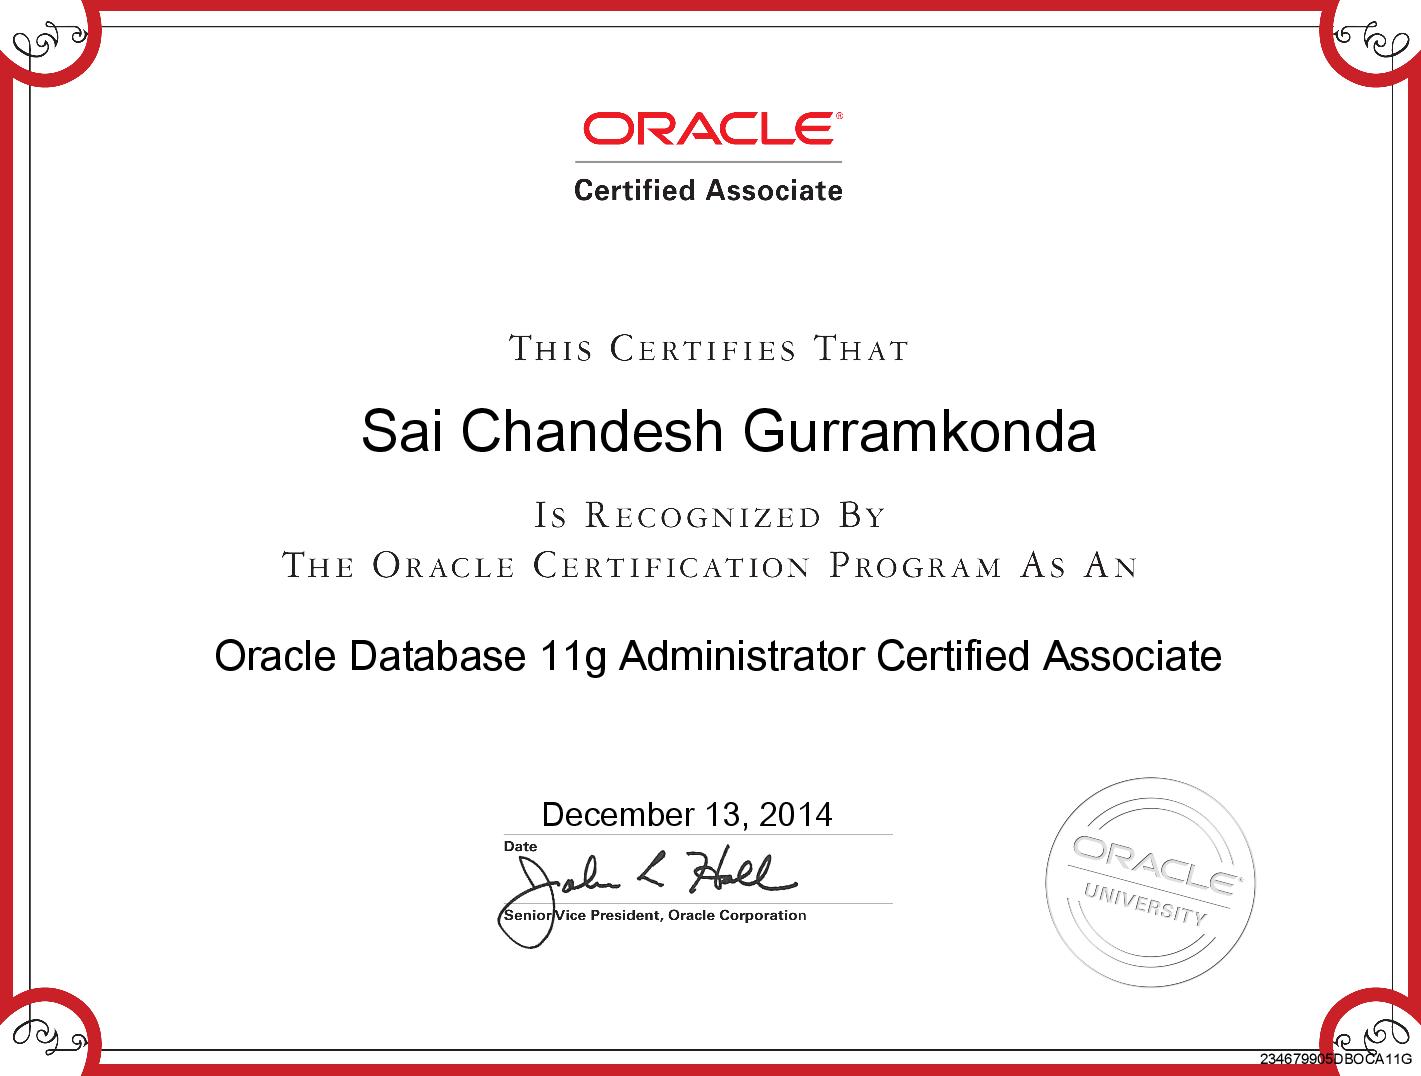 ORACLE®
Certified Associate
THIS CERTIFIES THAT
Sai Chandesh Gurramkonda
IS RECOGNIZED BY
THE ORACLE CERTIFICATION PROGRAM AS AN
Oracle Database 11g Administrator Certified Associate
December 13, 2014
Date
John L Hall
Senior Vice President, Oracle Corporation
ORACLE
UNIVERSITY
234679905DBOCA11G